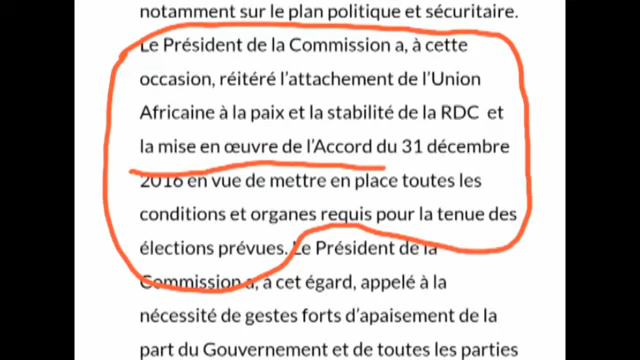 notamment sur le plan politique et sécuritaire.
Le Président de la Commission a, à cette
occasion, réitéré l'attachement de l'Union
Africaine à la paix et la stabilité de la RDC et
la mise en œuvre de l'Accord du 31 décembre
2016 en vue de mettre en place toutes les
conditions et organes requis pour la tenue des
élections prévues. Le Président de la
Commission a, à cet égard, appelé à la
nécessité de gestes forts d'apaisement de la
part du Gouvernement et de toutes les parties